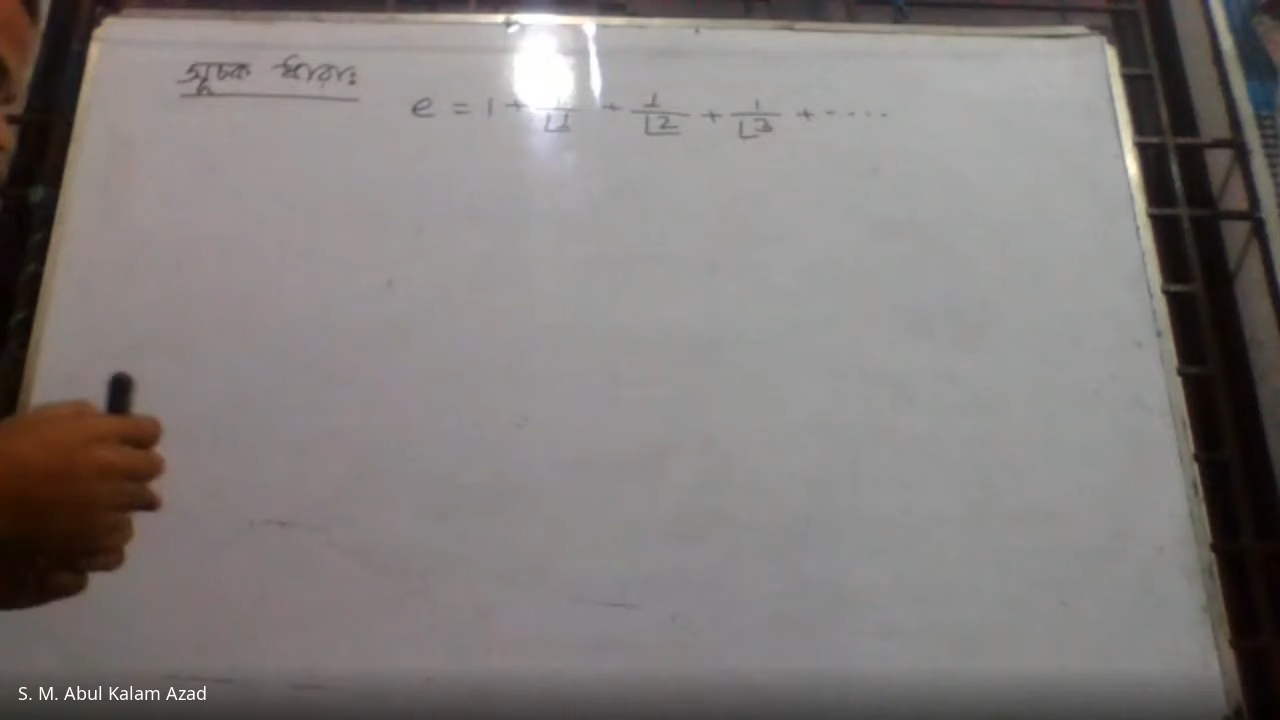 সূচক ধারাঃ
e = 1 + 1/⌊1 + 1/⌊2 + 1/⌊3 + ....
S. M. Abul Kalam Azad